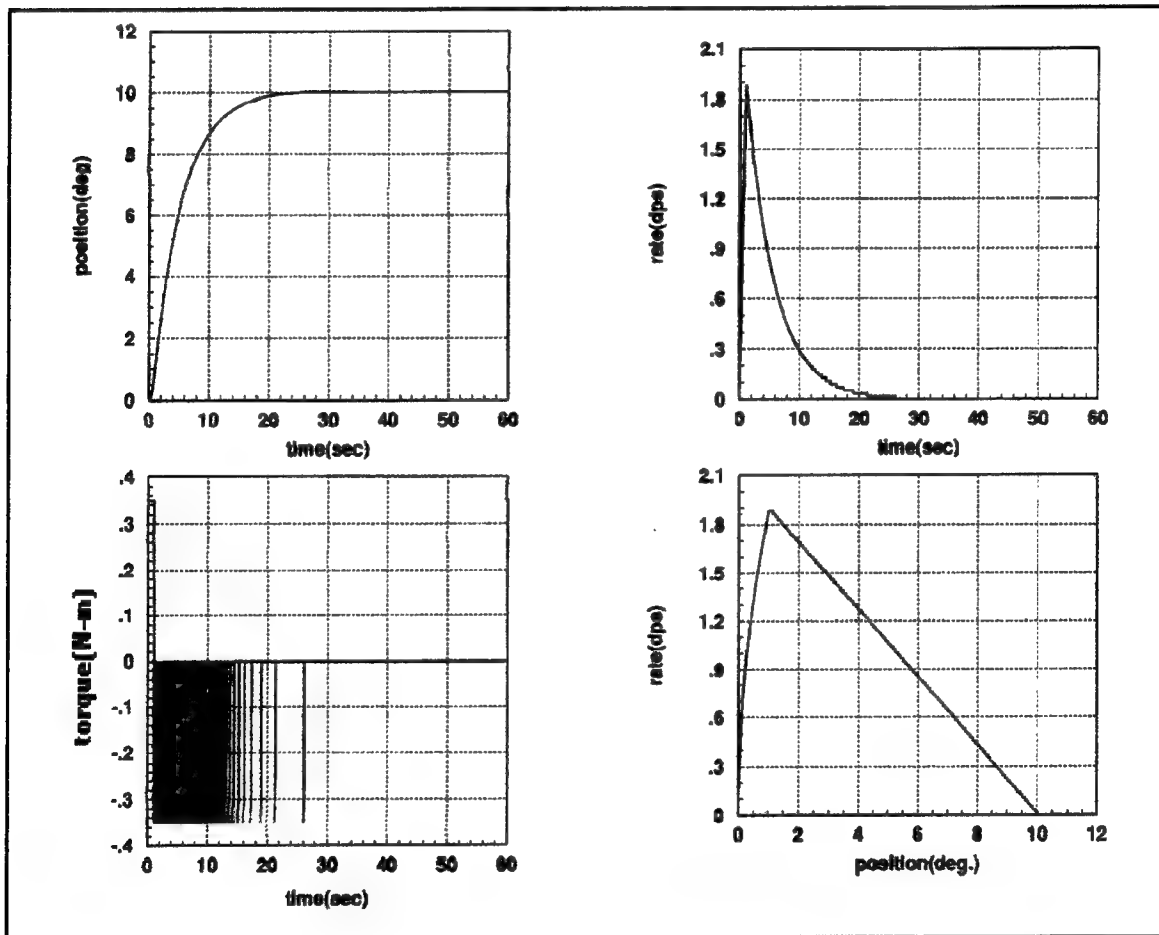 12
10
8
6
4
2
0
position(deg)
0 10 20 30 40 50 60
time(sec)
2.1
1.8
1.5
1.2
.9
.6
.3
0
rate(dps)
0 10 20 30 40 50 60
time(sec)
.4
.3
.2
.1
0
-.1
-.2
-.3
-.4
torque[N-m]
0 10 20 30 40 50 60
time(sec)
2.1
1.8
1.5
1.2
.9
.6
.3
0
rate(dps)
0 2 4 6 8 10 12
position(deg.)